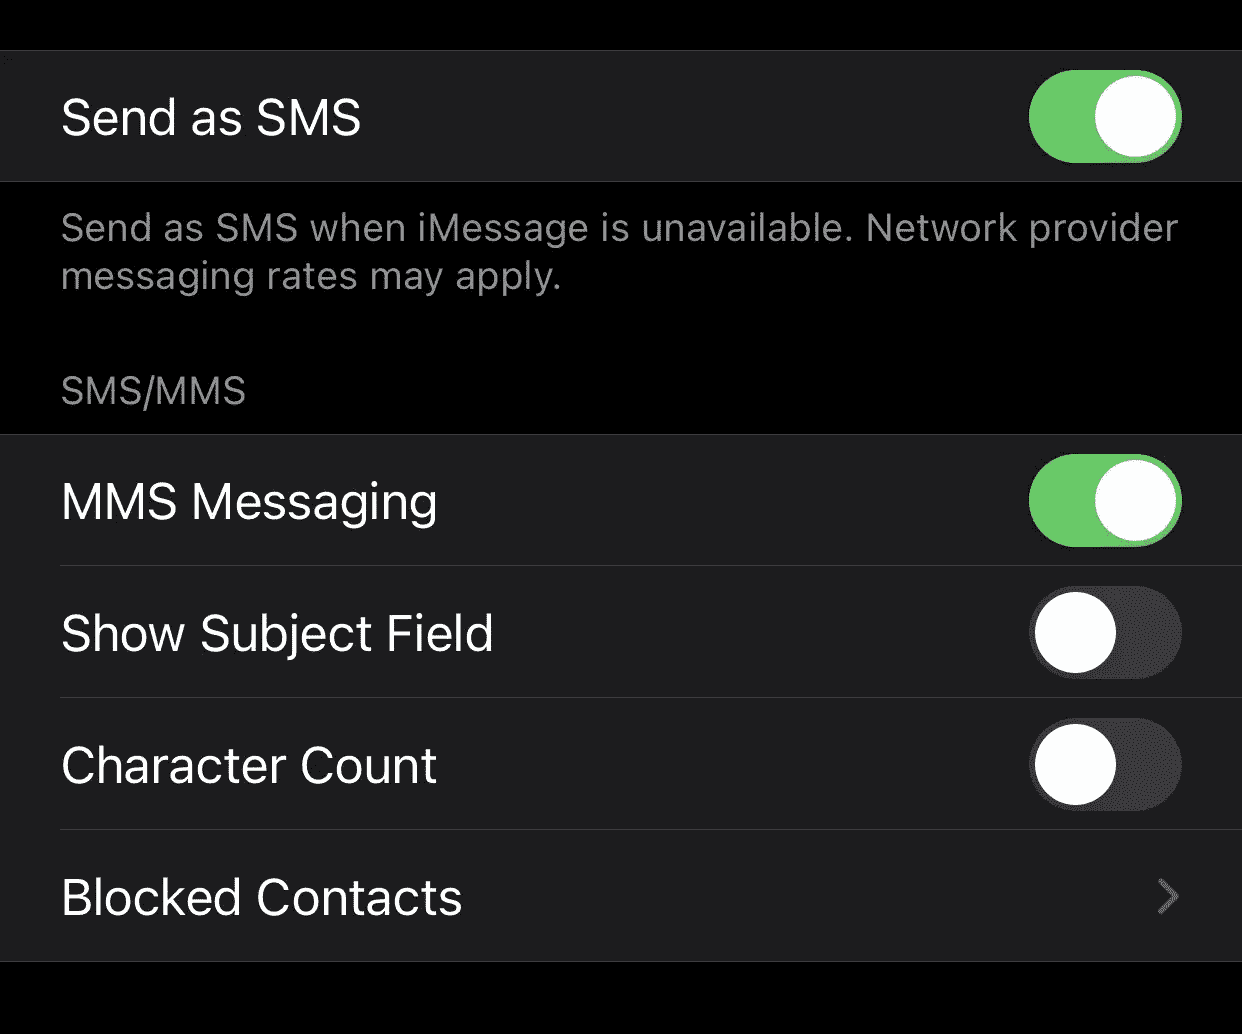 Send as SMS
Send as SMS when iMessage is unavailable. Network provider
messaging rates may apply.
SMS/MMS
MMS Messaging
Show Subject Field
Character Count
Blocked Contacts